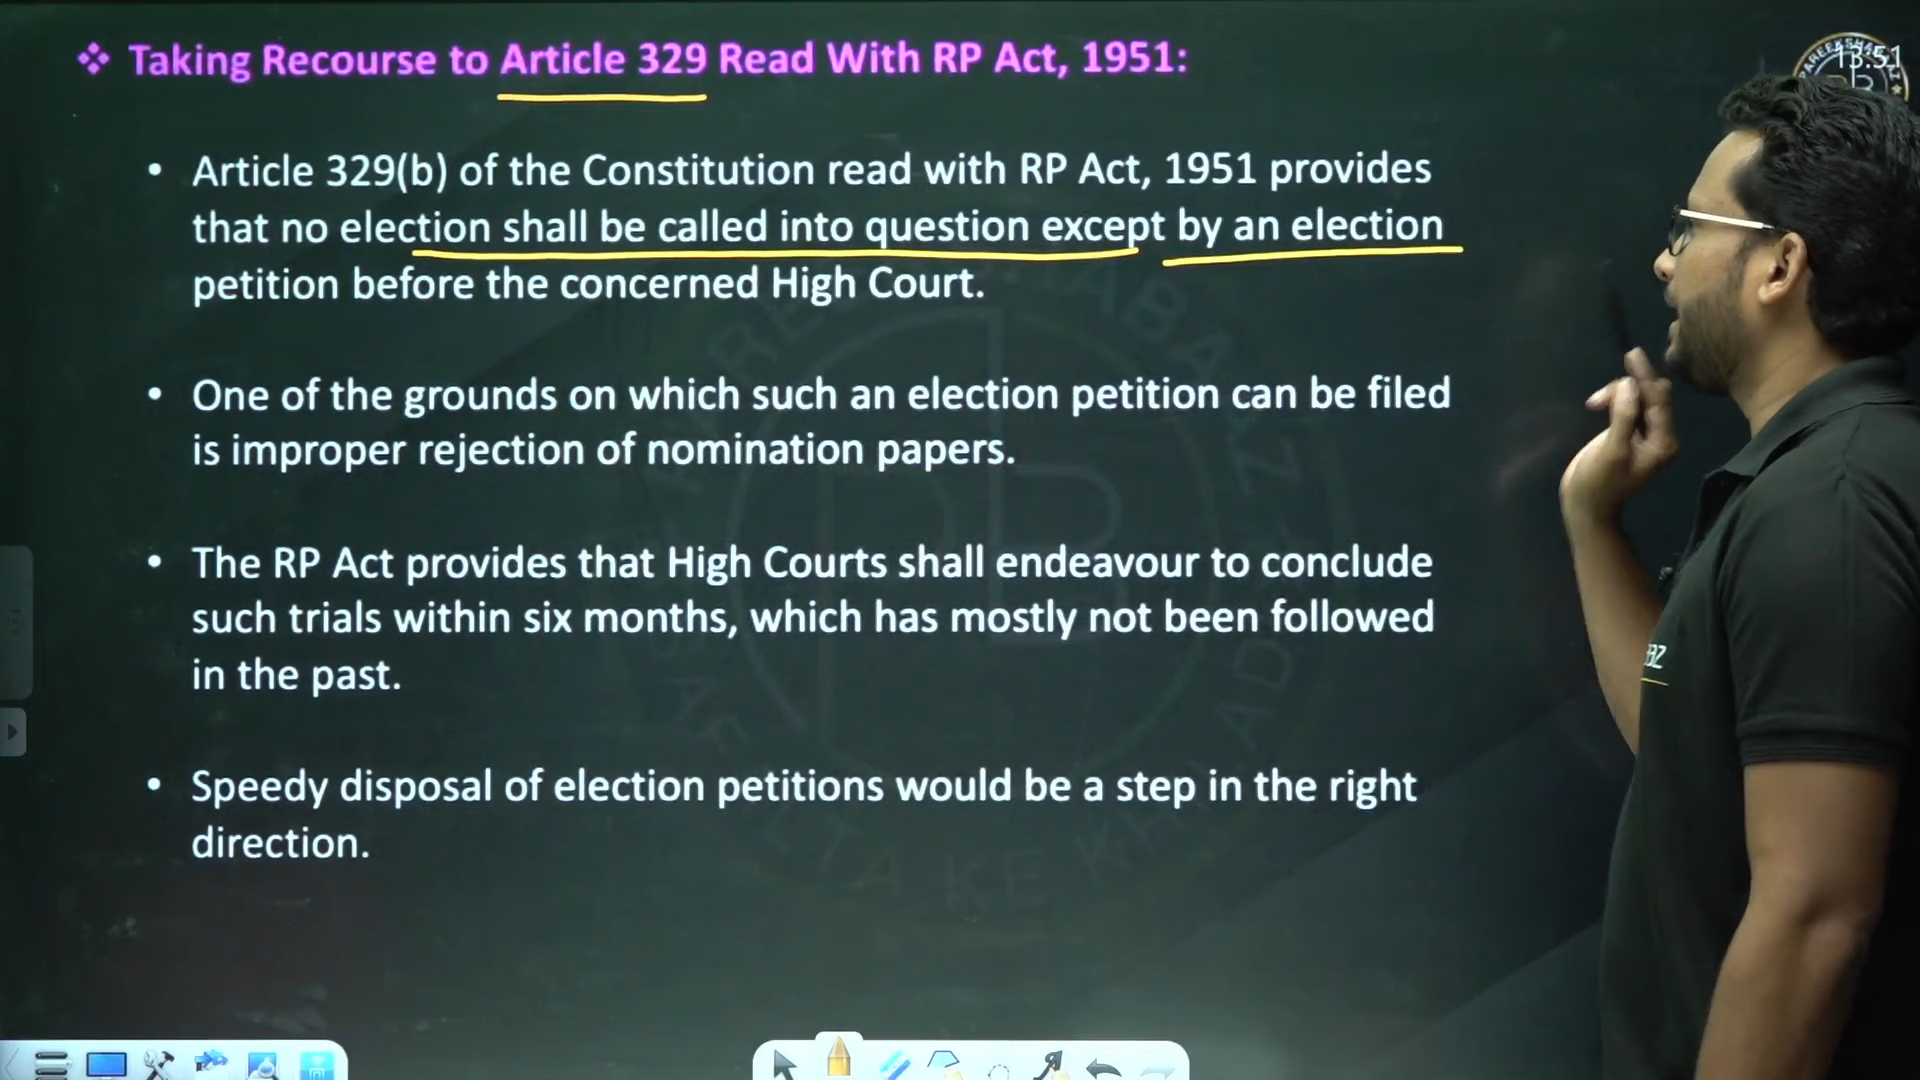 ❖ Taking Recourse to Article 329 Read With RP Act, 1951:
• Article 329(b) of the Constitution read with RP Act, 1951 provides
that no election shall be called into question except by an election
petition before the concerned High Court.
• One of the grounds on which such an election petition can be filed
is improper rejection of nomination papers.
• The RP Act provides that High Courts shall endeavour to conclude
such trials within six months, which has mostly not been followed
in the past.
• Speedy disposal of election petitions would be a step in the right
direction.
13:51